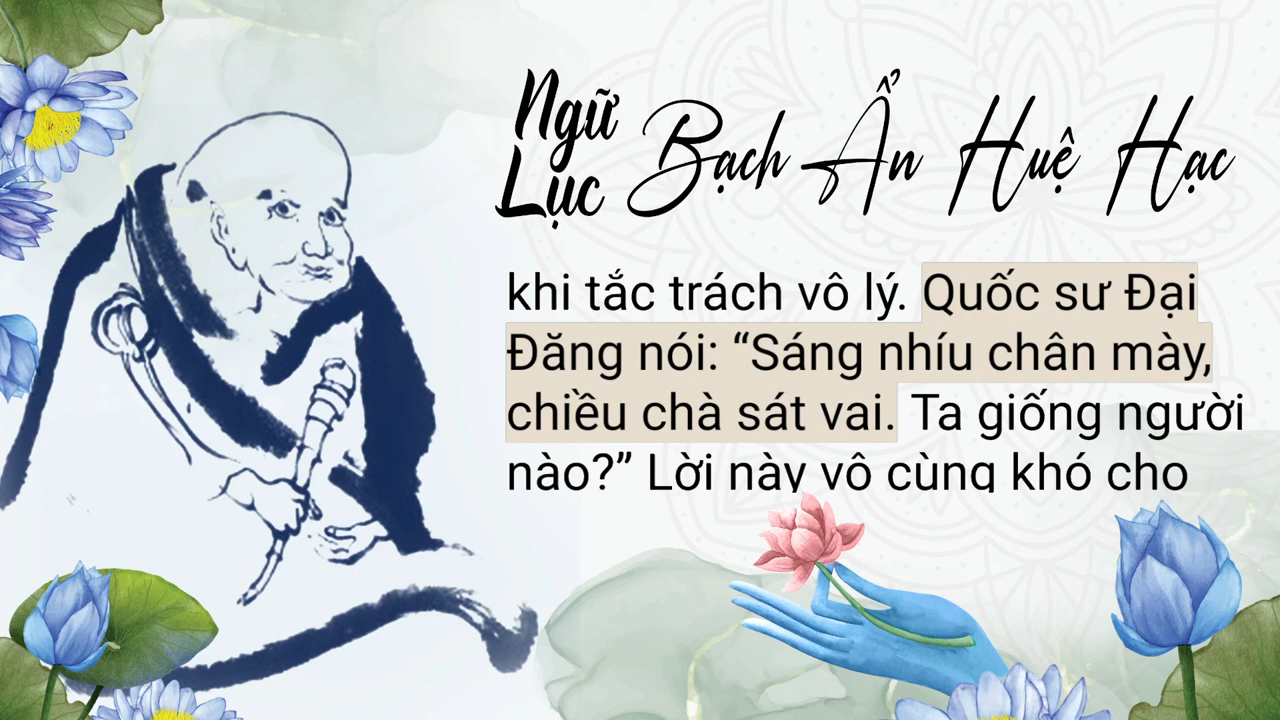 Ngữ
Lục
Bạch Ẩn Huệ Hạc
khi tắc trách vô lý. Quốc sư Đại
Đăng nói: “Sáng nhíu chân mày,
chiều chà sát vai. Ta giống người
nào?” Lời này vô cùng khó cho